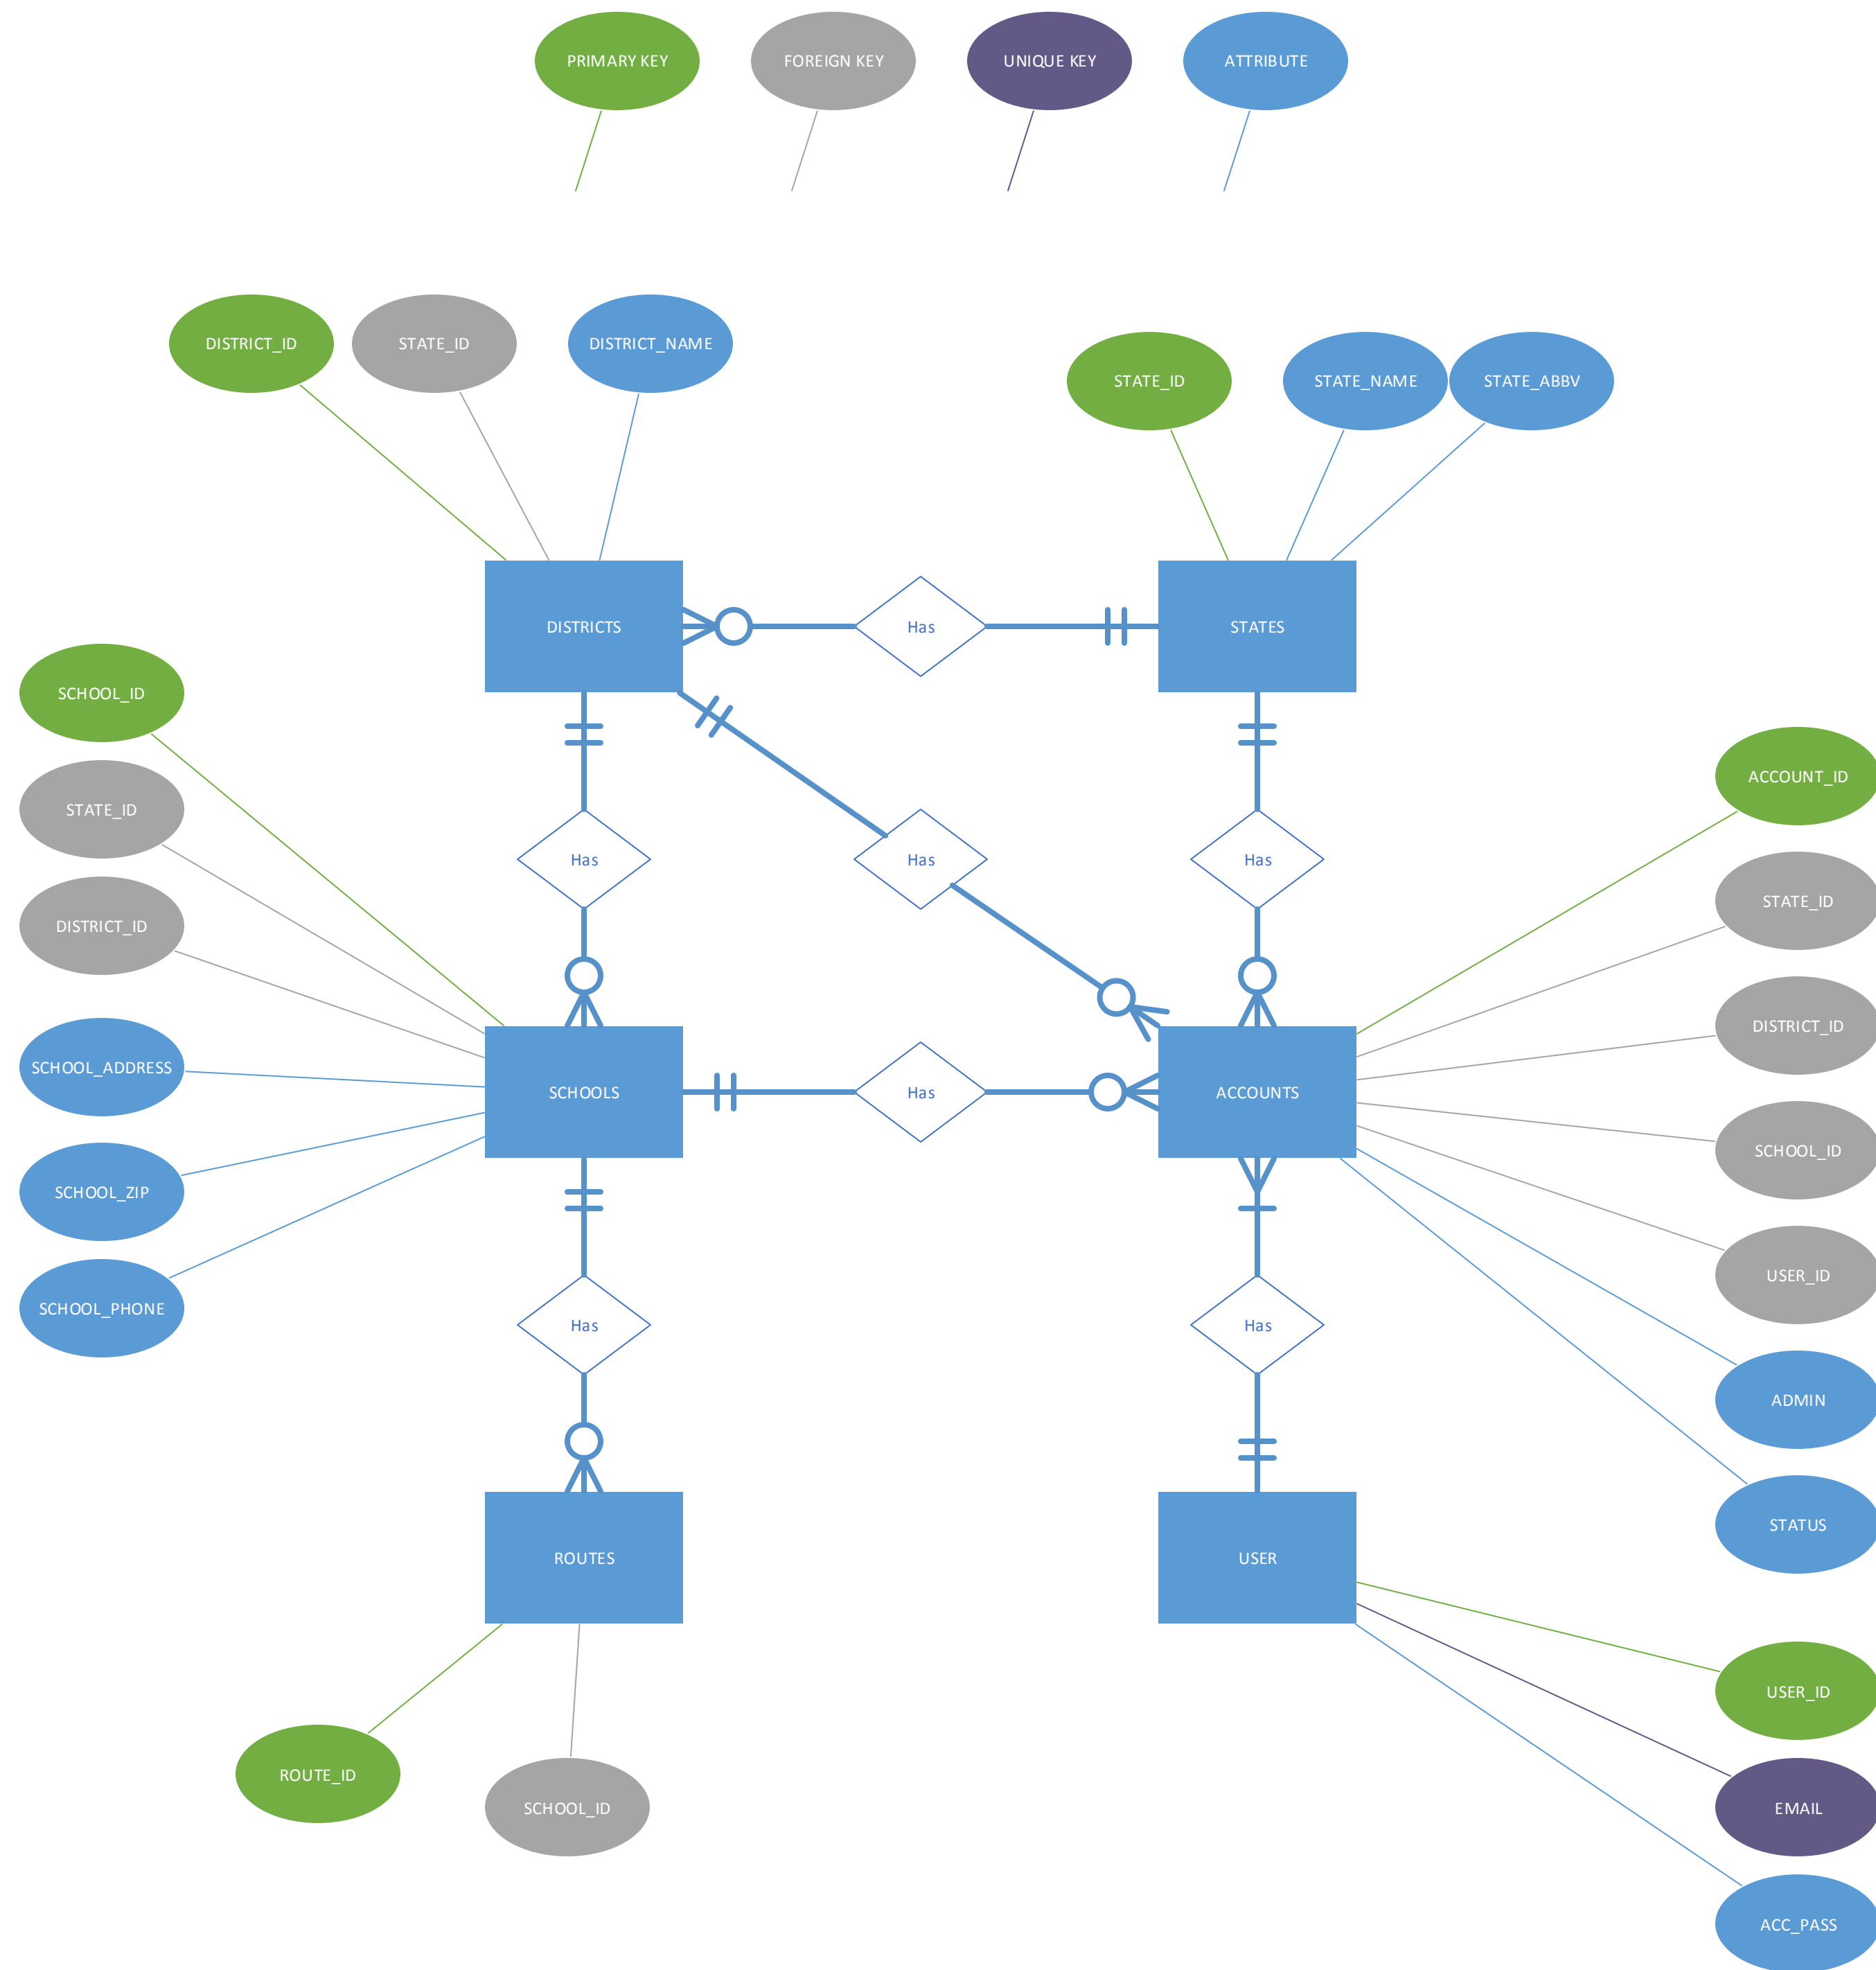 PRIMARY KEY
FOREIGN KEY
UNIQUE KEY
ATTRIBUTE
DISTRICT_ID
STATE_ID
DISTRICT_NAME
STATE_ID
STATE_NAME
STATE_ABBV
DISTRICTS
Has
STATES
SCHOOL_ID
STATE_ID
DISTRICT_ID
SCHOOL_ADDRESS
SCHOOL_ZIP
SCHOOL_PHONE
Has
Has
Has
ACCOUNT_ID
STATE_ID
DISTRICT_ID
SCHOOL_ID
USER_ID
ADMIN
STATUS
SCHOOLS
Has
ACCOUNTS
Has
Has
ROUTES
USER
ROUTE_ID
SCHOOL_ID
USER_ID
EMAIL
ACC_PASS